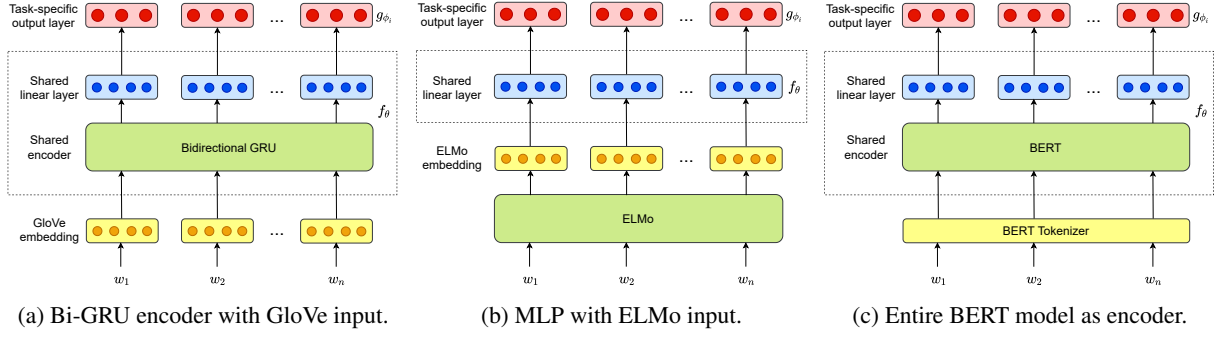 Task-specific
output layer
...
g_{ϕ_i}
Shared
linear layer
...
f_θ
Shared
encoder
Bidirectional GRU
GloVe
embedding
...
w_1
w_2
w_n
(a) Bi-GRU encoder with GloVe input.
Task-specific
output layer
...
g_{ϕ_i}
Shared
linear layer
...
f_θ
ELMo
embedding
...
ELMo
w_1
w_2
w_n
(b) MLP with ELMo input.
Task-specific
output layer
...
g_{ϕ_i}
Shared
linear layer
...
f_θ
Shared
encoder
BERT
BERT Tokenizer
w_1
w_2
w_n
(c) Entire BERT model as encoder.